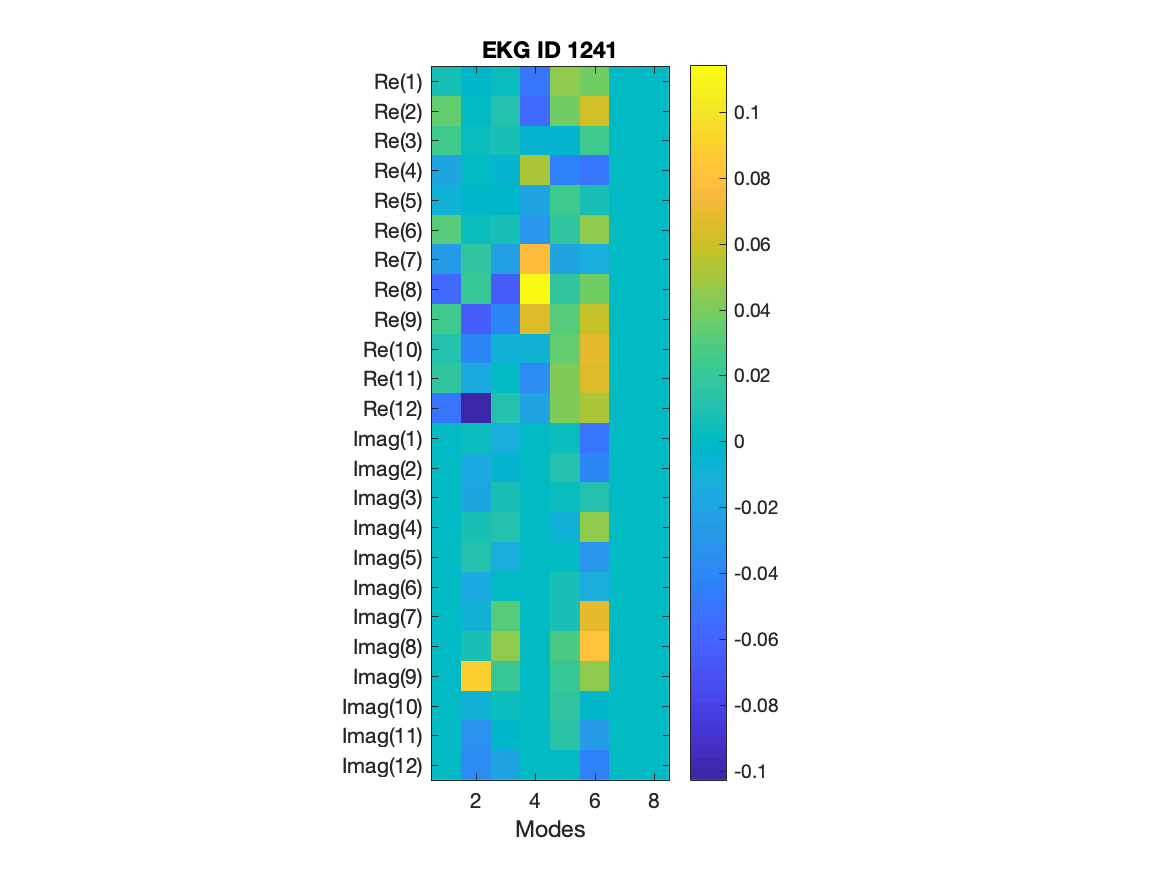 EKG ID 1241
Re(1)
Re(2)
Re(3)
Re(4)
Re(5)
Re(6)
Re(7)
Re(8)
Re(9)
Re(10)
Re(11)
Re(12)
Imag(1)
Imag(2)
Imag(3)
Imag(4)
Imag(5)
Imag(6)
Imag(7)
Imag(8)
Imag(9)
Imag(10)
Imag(11)
Imag(12)
2 4 6 8
Modes
0.1
0.08
0.06
0.04
0.02
0
-0.02
-0.04
-0.06
-0.08
-0.1